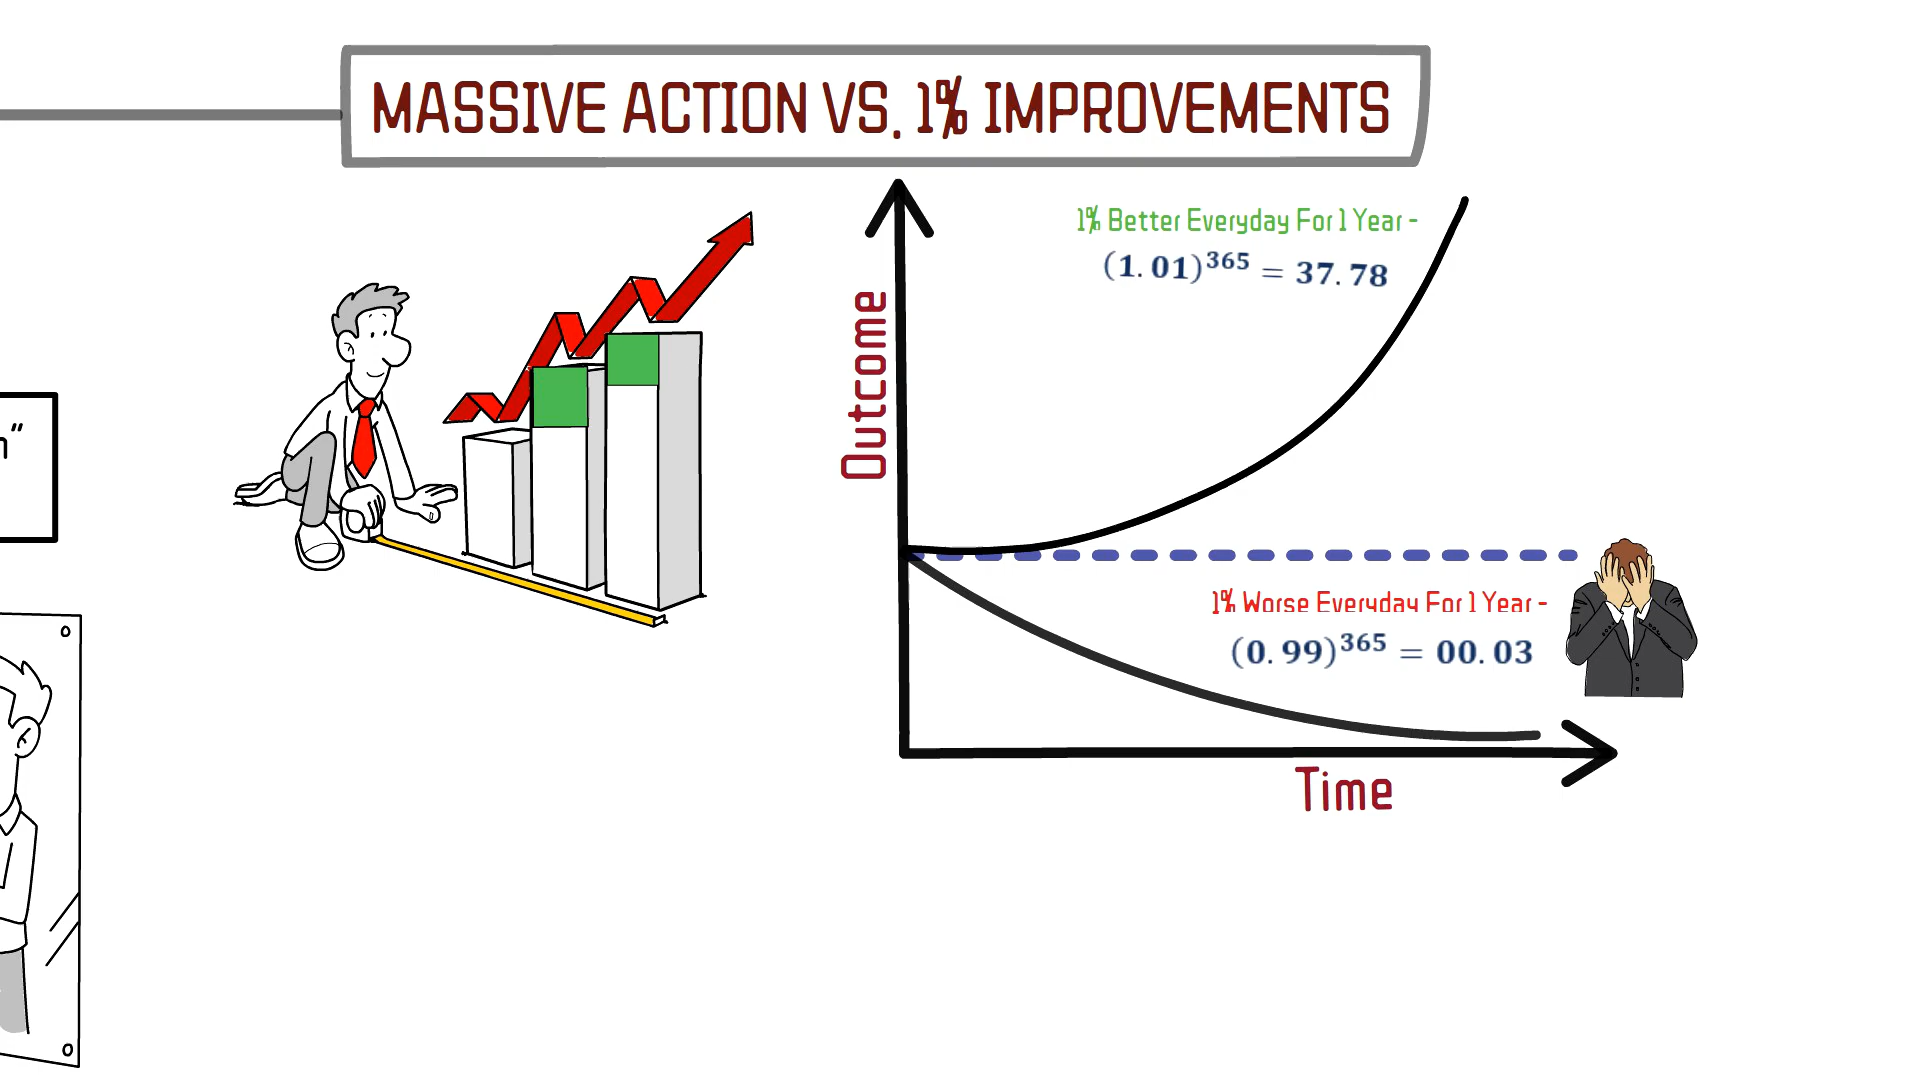 MASSIVE ACTION VS. 1% IMPROVEMENTS
1% Better Everyday For 1 Year -
(1.01)³⁶⁵ = 37.78
Outcome
n"
1% Worse Everyday For 1 Year -
(0.99)³⁶⁵ = 00.03
Time